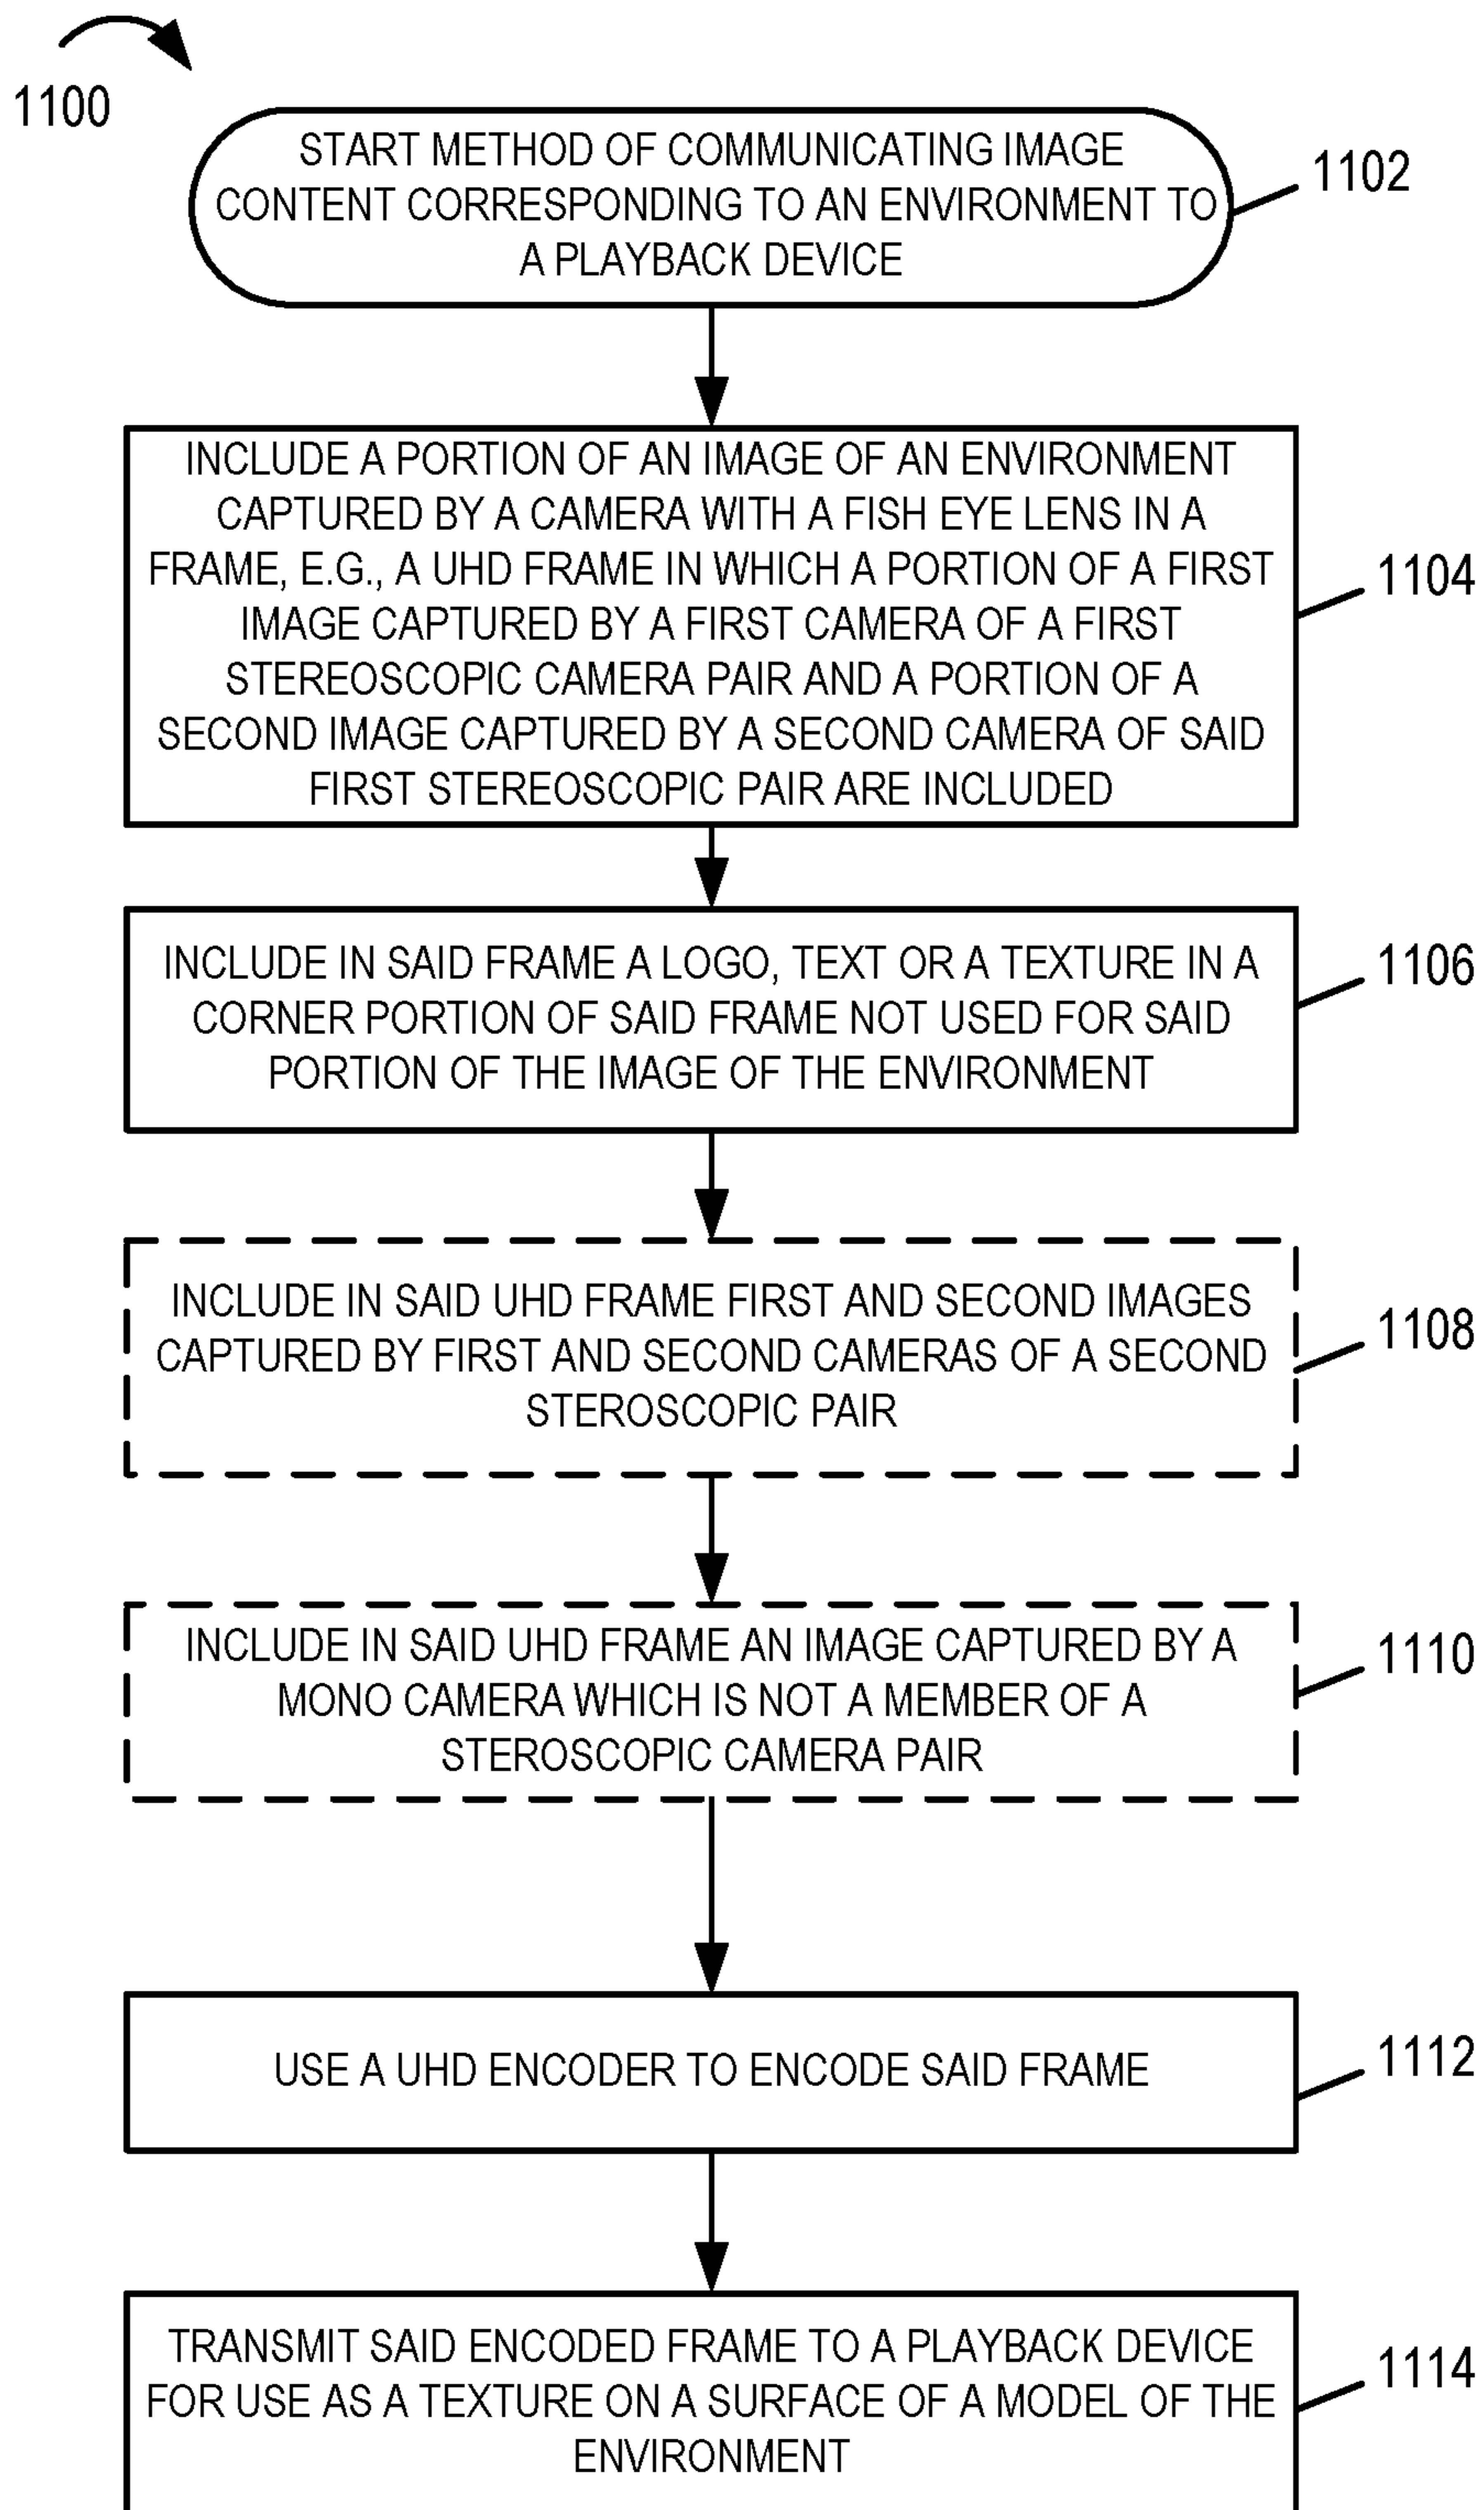 1100
START METHOD OF COMMUNICATING IMAGE
CONTENT CORRESPONDING TO AN ENVIRONMENT TO
A PLAYBACK DEVICE
1102
INCLUDE A PORTION OF AN IMAGE OF AN ENVIRONMENT
CAPTURED BY A CAMERA WITH A FISH EYE LENS IN A
FRAME, E.G., A UHD FRAME IN WHICH A PORTION OF A FIRST
IMAGE CAPTURED BY A FIRST CAMERA OF A FIRST
STEREOSCOPIC CAMERA PAIR AND A PORTION OF A
SECOND IMAGE CAPTURED BY A SECOND CAMERA OF SAID
FIRST STEREOSCOPIC PAIR ARE INCLUDED
1104
INCLUDE IN SAID FRAME A LOGO, TEXT OR A TEXTURE IN A
CORNER PORTION OF SAID FRAME NOT USED FOR SAID
PORTION OF THE IMAGE OF THE ENVIRONMENT
1106
INCLUDE IN SAID UHD FRAME FIRST AND SECOND IMAGES
CAPTURED BY FIRST AND SECOND CAMERAS OF A SECOND
STEROSCOPIC PAIR
1108
INCLUDE IN SAID UHD FRAME AN IMAGE CAPTURED BY A
MONO CAMERA WHICH IS NOT A MEMBER OF A
STEROSCOPIC CAMERA PAIR
1110
USE A UHD ENCODER TO ENCODE SAID FRAME
1112
TRANSMIT SAID ENCODED FRAME TO A PLAYBACK DEVICE
FOR USE AS A TEXTURE ON A SURFACE OF A MODEL OF THE
ENVIRONMENT
1114